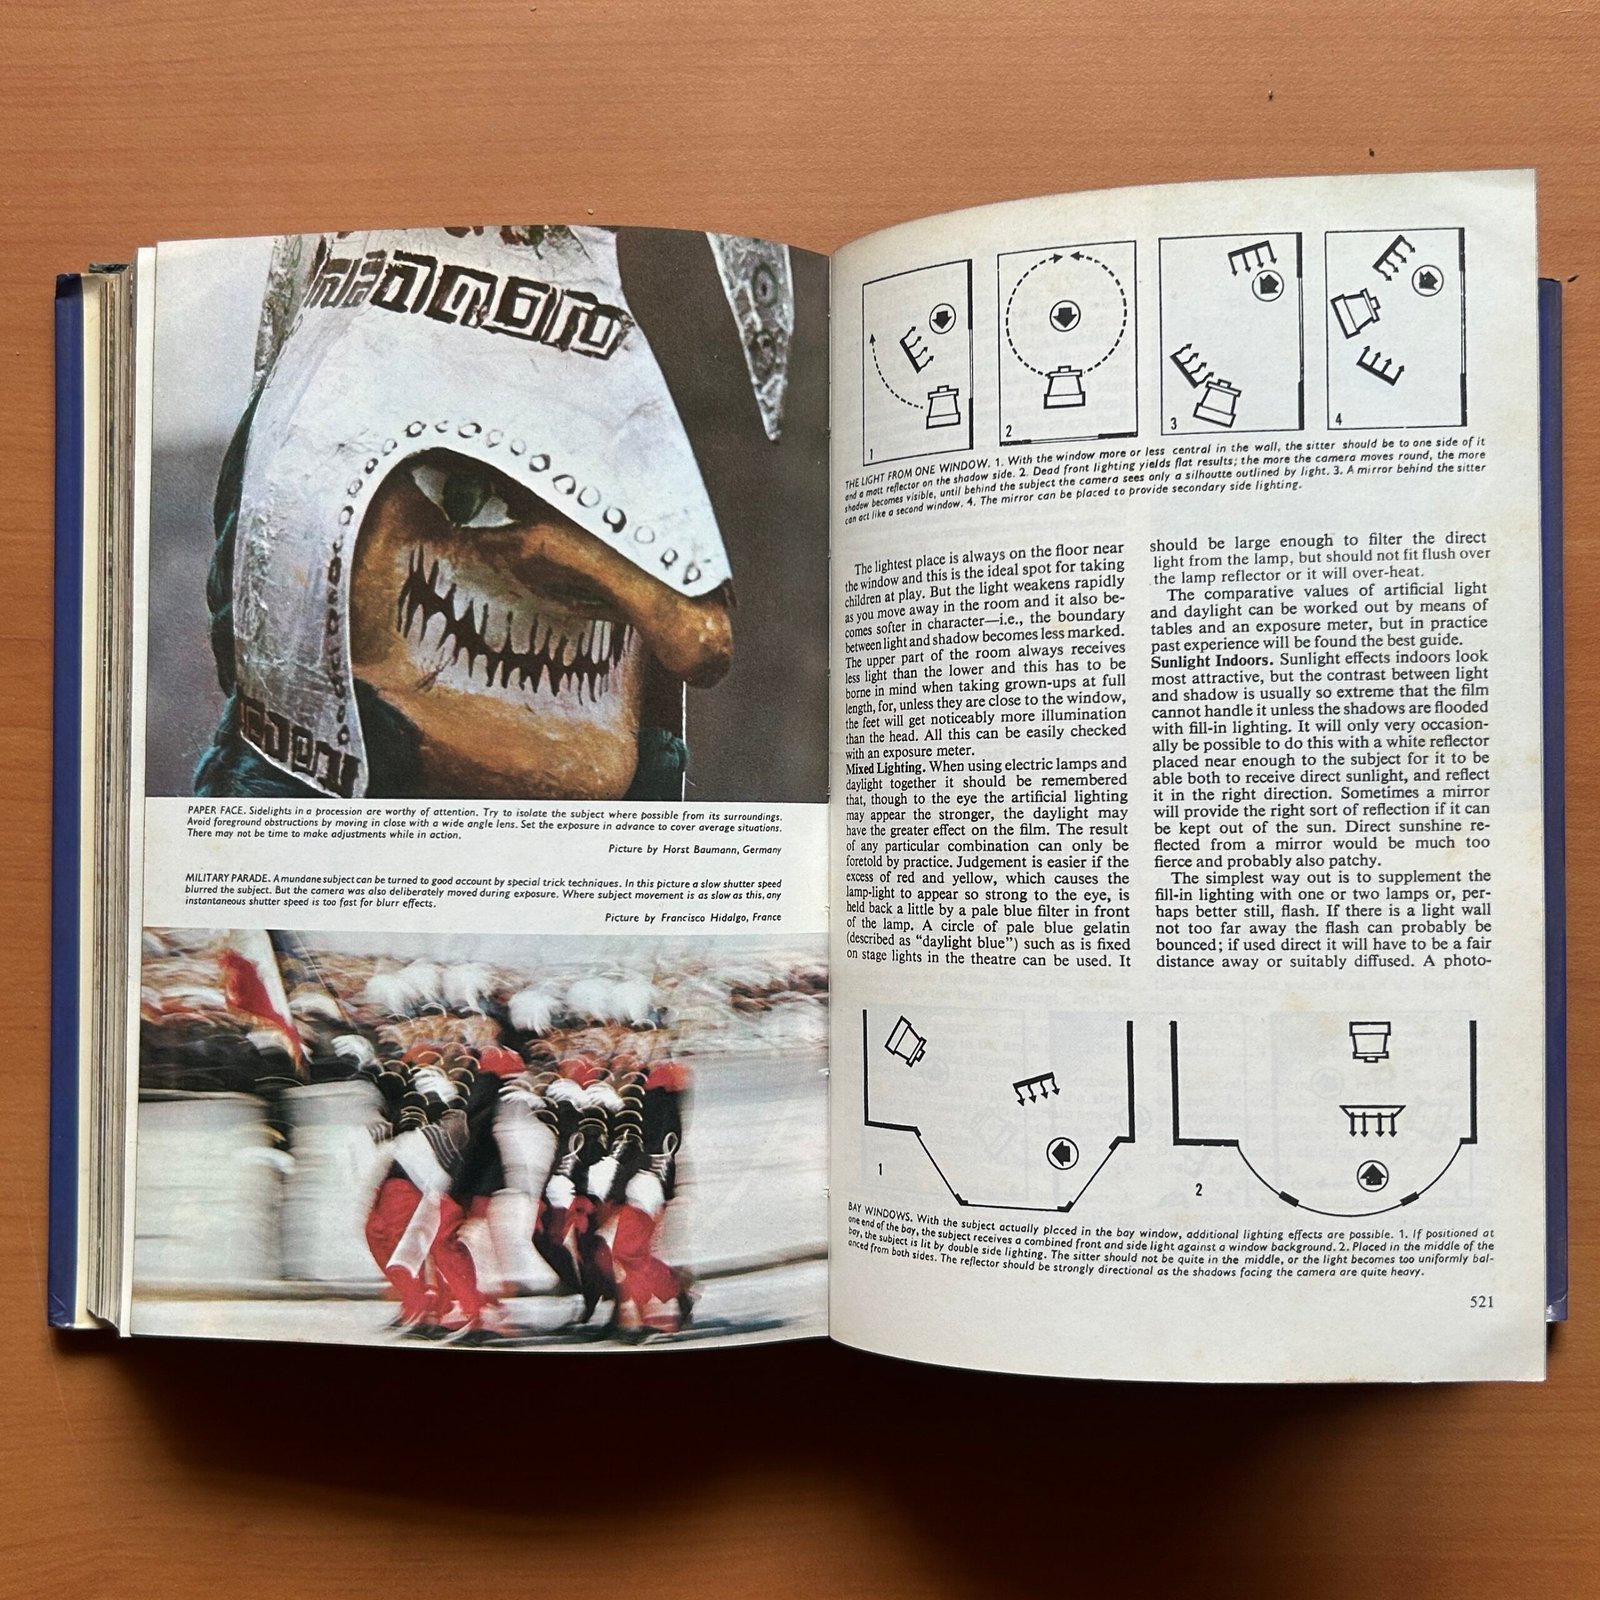 PAPER FACE. Sidelights in a procession are worthy of attention. Try to isolate the subject where possible from its surroundings.
Avoid foreground obstructions by moving in close with a wide angle lens. Set the exposure in advance to cover average situations.
There may not be time to make adjustments while in action.
Picture by Horst Baumann, Germany
MILITARY PARADE. A mundane subject can be turned to good account by special trick techniques. In this picture a slow shutter speed
blurred the subject. But the camera was also deliberately moved during exposure. Where subject movement is as slow as this, any
instantaneous shutter speed is too fast for blurr effects.
Picture by Francisco Hidalgo, France
1
2
3
4
THE LIGHT FROM ONE WINDOW. 1. With the window more or less central in the wall, the sitter should be to one side of it
and a matt reflector on the shadow side. 2. Dead front lighting yields flat results; the more the camera moves round, the more
shadow becomes visible, until behind the subject the camera sees only a silhoutte outlined by light. 3. A mirror behind the sitter
can act like a second window. 4. The mirror can be placed to provide secondary side lighting.
The lightest place is always on the floor near
the window and this is the ideal spot for taking
children at play. But the light weakens rapidly
as you move away in the room and it also be-
comes softer in character—i.e., the boundary
between light and shadow becomes less marked.
The upper part of the room always receives
less light than the lower and this has to be
borne in mind when taking grown-ups at full
length, for, unless they are close to the window,
the feet will get noticeably more illumination
than the head. All this can be easily checked
with an exposure meter.
Mixed Lighting. When using electric lamps and
daylight together it should be remembered
that, though to the eye the artificial lighting
may appear the stronger, the daylight may
have the greater effect on the film. The result
of any particular combination can only be
foretold by practice. Judgement is easier if the
excess of red and yellow, which causes the
lamp-light to appear so strong to the eye, is
held back a little by a pale blue filter in front
of the lamp. A circle of pale blue gelatin
(described as “daylight blue”) such as is fixed
on stage lights in the theatre can be used. It
should be large enough to filter the direct
light from the lamp, but should not fit flush over
the lamp reflector or it will over-heat.
The comparative values of artificial light
and daylight can be worked out by means of
tables and an exposure meter, but in practice
past experience will be found the best guide.
Sunlight Indoors. Sunlight effects indoors look
most attractive, but the contrast between light
and shadow is usually so extreme that the film
cannot handle it unless the shadows are flooded
with fill-in lighting. It will only very occasion-
ally be possible to do this with a white reflector
placed near enough to the subject for it to be
able both to receive direct sunlight, and reflect
it in the right direction. Sometimes a mirror
will provide the right sort of reflection if it can
be kept out of the sun. Direct sunshine re-
flected from a mirror would be much too
fierce and probably also patchy.
The simplest way out is to supplement the
fill-in lighting with one or two lamps or, per-
haps better still, flash. If there is a light wall
not too far away the flash can probably be
bounced; if used direct it will have to be a fair
distance away or suitably diffused. A photo-
1
2
BAY WINDOWS. With the subject actually placed in the bay window, additional lighting effects are possible. 1. If positioned at
one end of the bay, the subject receives a combined front and side light against a window background. 2. Placed in the middle of the
bay, the subject is lit by double side lighting. The sitter should not be quite in the middle, or the light becomes too uniformly bal-
anced from both sides. The reflector should be strongly directional as the shadows facing the camera are quite heavy.
521